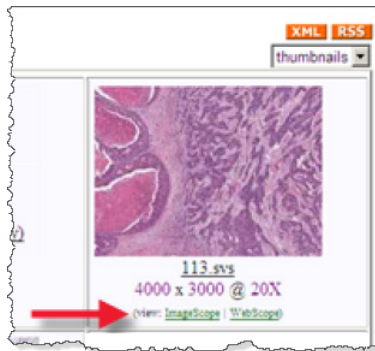 XML RSS
thumbnails
113.svs
4000 x 3000 @ 20X
(view: ImageScope | WebScope)